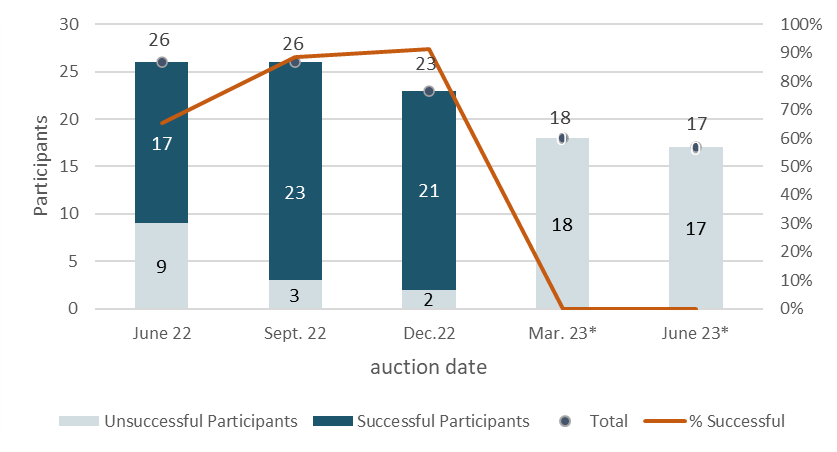 30
25
20
15
10
5
0
Participants
100%
90%
80%
70%
60%
50%
40%
30%
20%
10%
0%
26
26
23
18
17
17
23
21
18
17
9
3
2
June 22
Sept. 22
Dec.22
Mar. 23*
June 23*
auction date
Unsuccessful Participants
Successful Participants
Total
% Successful